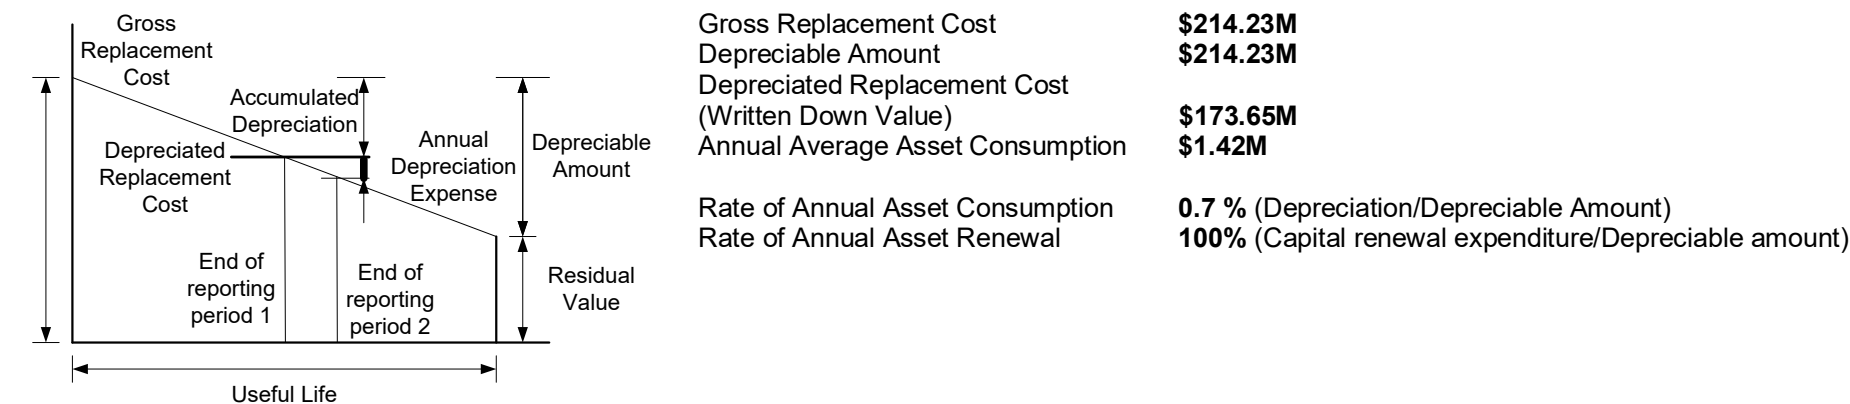 Gross
Replacement
Cost
Accumulated
Depreciation
Depreciated
Replacement
Cost
Annual
Depreciation
Expense
Depreciable
Amount
End of
reporting
period 1
End of
reporting
period 2
Residual
Value
Useful Life
Gross Replacement Cost $214.23M
Depreciable Amount $214.23M
Depreciated Replacement Cost
(Written Down Value) $173.65M
Annual Average Asset Consumption $1.42M
Rate of Annual Asset Consumption 0.7 % (Depreciation/Depreciable Amount)
Rate of Annual Asset Renewal 100% (Capital renewal expenditure/Depreciable amount)